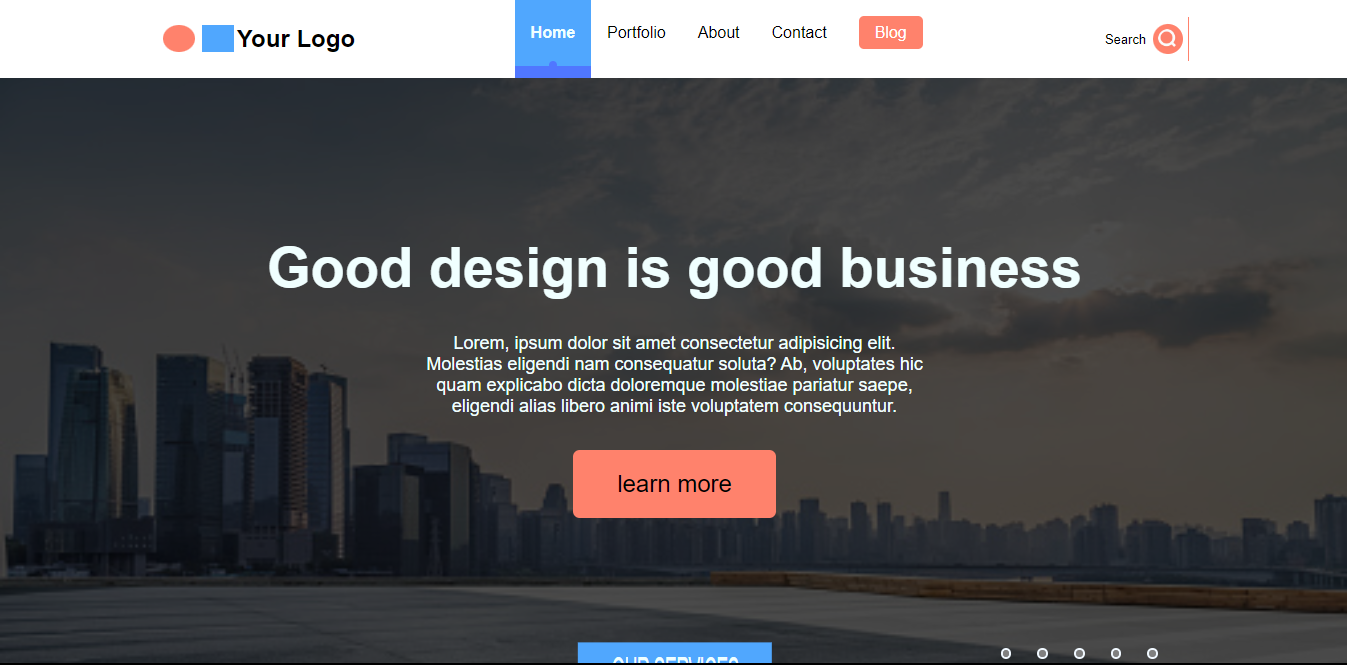 Your Logo
Home
Portfolio
About
Contact
Blog
Search
Good design is good business
Lorem, ipsum dolor sit amet consectetur adipisicing elit.
Molestias eligendi nam consequatur soluta? Ab, voluptates hic
quam explicabo dicta doloremque molestiae pariatur saepe,
eligendi alias libero animi iste voluptatem consequuntur.
learn more
OUR SERVICES